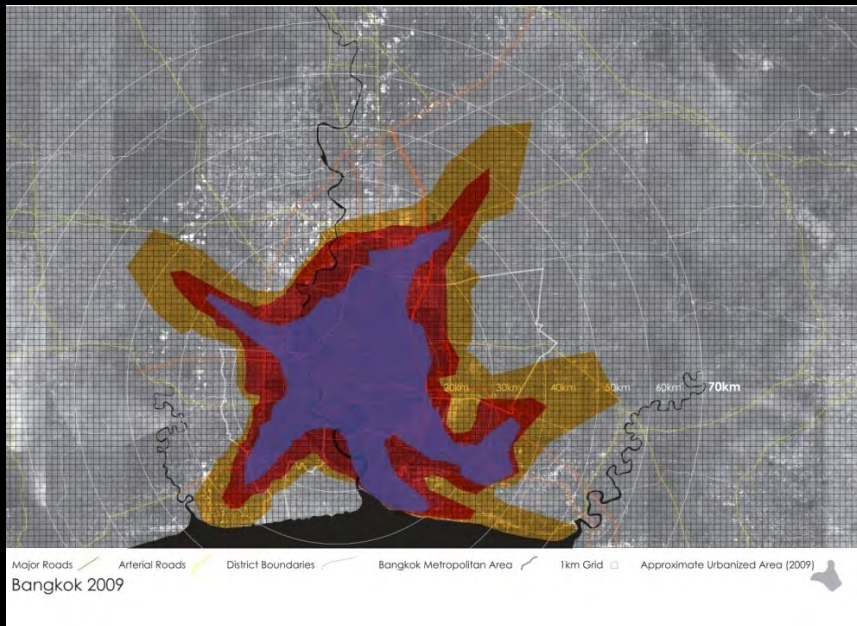 20km 30km 40km 50km 60km 70km
Major Roads Arterial Roads District Boundaries Bangkok Metropolitan Area 1km Grid Approximate Urbanized Area (2009)
Bangkok 2009